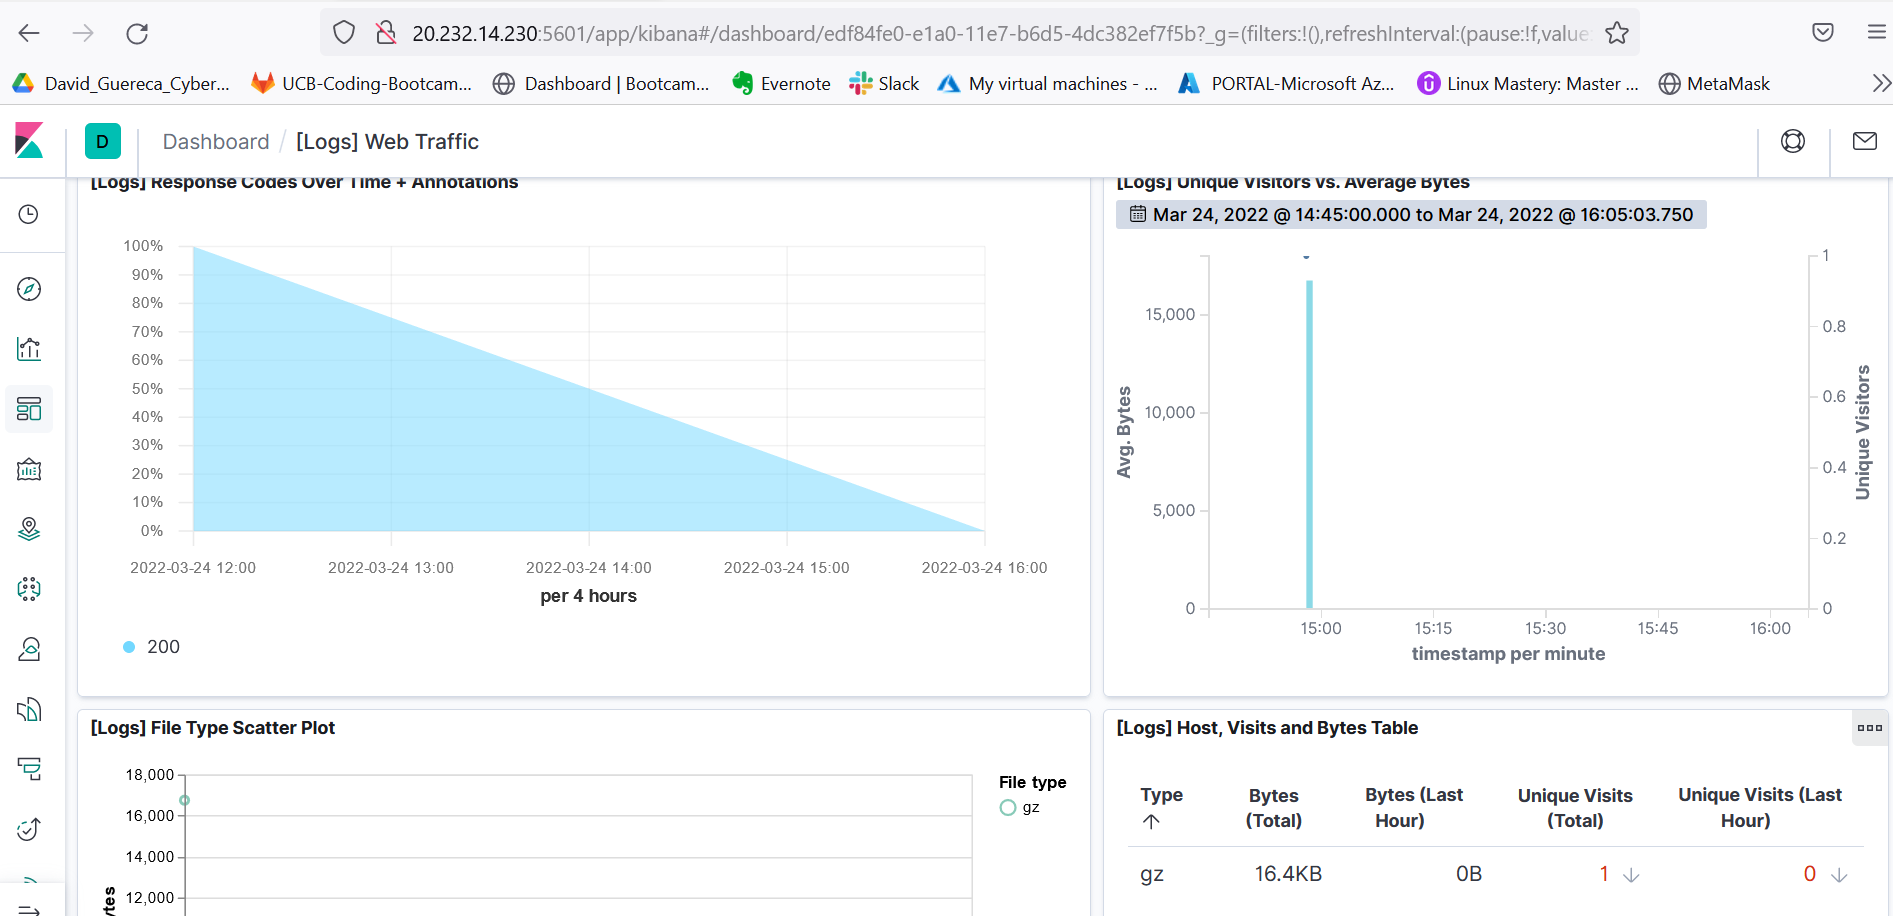 20.232.14.230:5601/app/kibana#/dashboard/edf84fe0-e1a0-11e7-b6d5-4dc382ef7f5b?_g=(filters:!(),refreshInterval:(pause:!f,value:
David_Guereca_Cyber... UCB-Coding-Bootcam... Dashboard | Bootcam... Evernote Slack My virtual machines - ... PORTAL-Microsoft Az... Linux Mastery: Master ... MetaMask
D Dashboard / [Logs] Web Traffic
[Logs] Response Codes Over Time + Annotations
100%
90%
80%
70%
60%
50%
40%
30%
20%
10%
0%
2022-03-24 12:00 2022-03-24 13:00 2022-03-24 14:00 2022-03-24 15:00 2022-03-24 16:00
per 4 hours
200
[Logs] Unique Visitors vs. Average Bytes
Mar 24, 2022 @ 14:45:00.000 to Mar 24, 2022 @ 16:05:03.750
Avg. Bytes
15,000
10,000
5,000
0
1
0.8
0.6
0.4
0.2
0
Unique Visitors
15:00 15:15 15:30 15:45 16:00
timestamp per minute
[Logs] File Type Scatter Plot
18,000
16,000
14,000
12,000
ytes
File type
gz
[Logs] Host, Visits and Bytes Table
Type Bytes (Total) Bytes (Last Hour) Unique Visits (Total) Unique Visits (Last Hour)
gz 16.4KB 0B 1 0